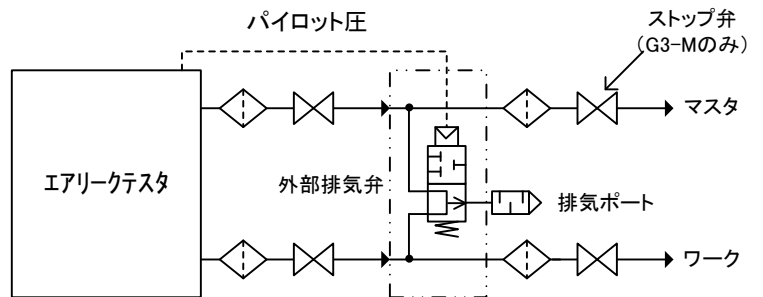 パイロット圧
ストップ弁
(G3-Mのみ)
マスタ
エアリークテスタ
外部排気弁
排気ポート
ワーク